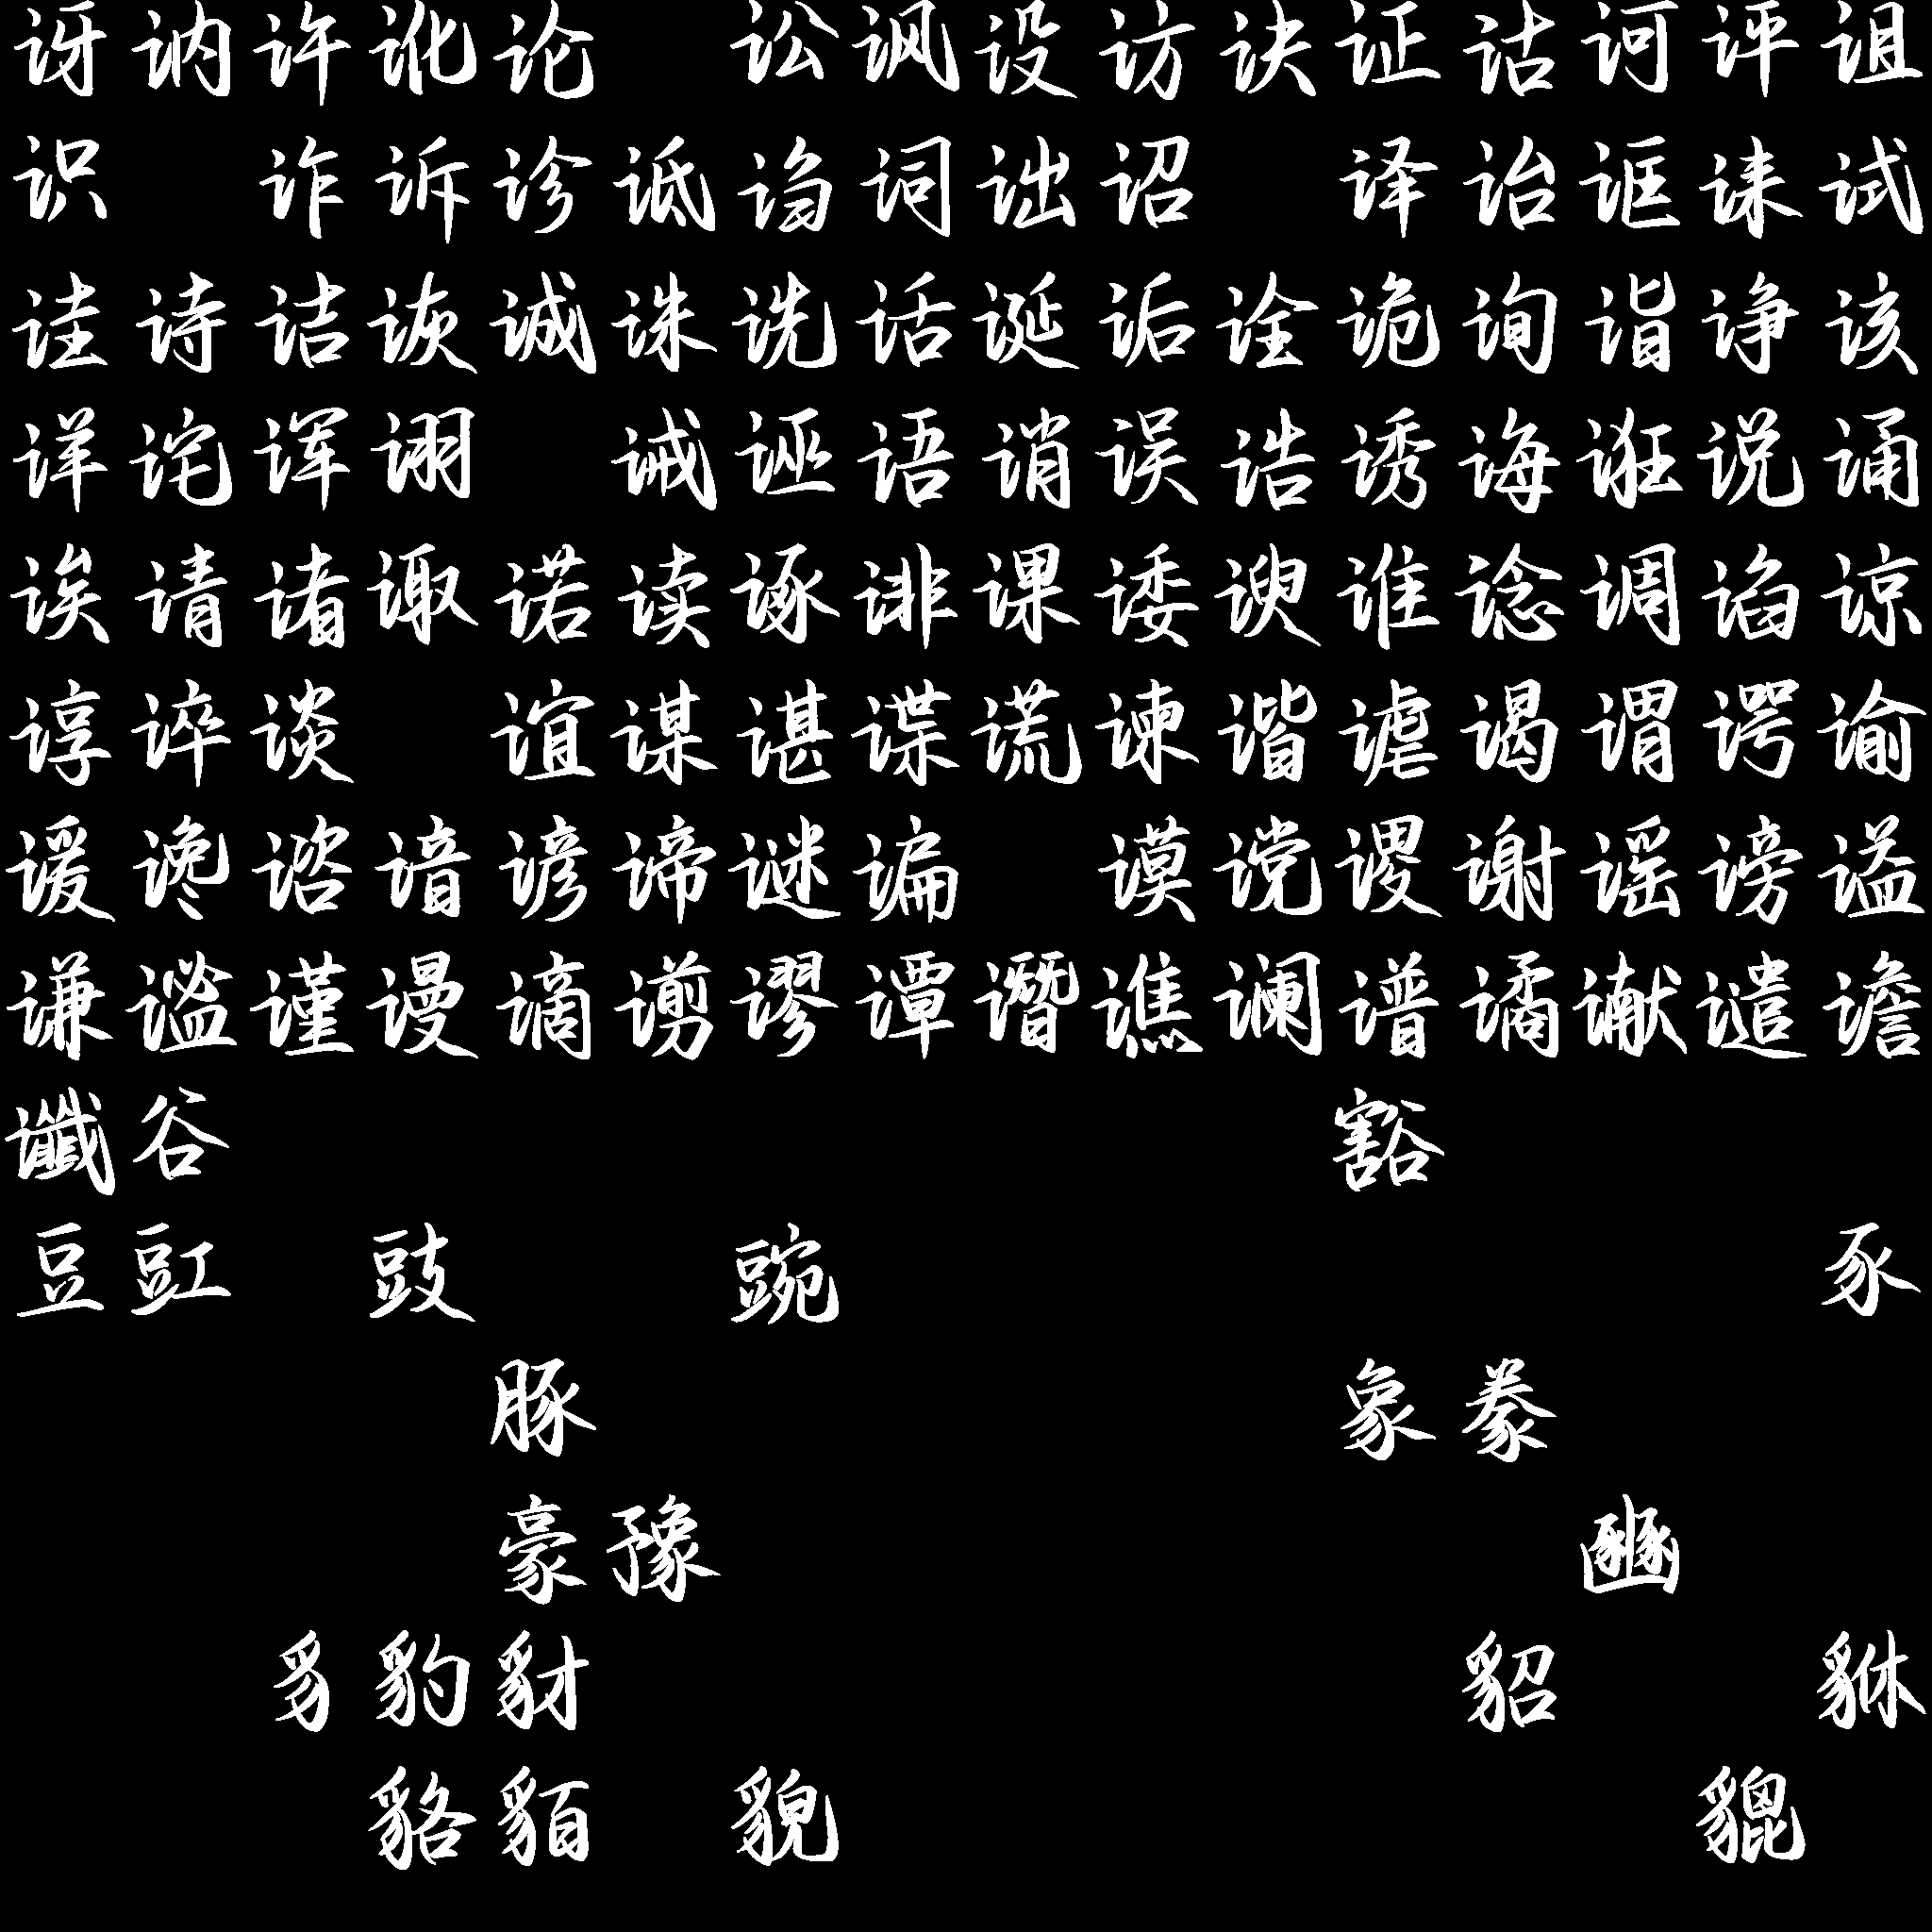 讶讷许讹论讼讽设访诀证诂诃评诅
识诈诉诊诋诌词诎诏译诒诓诔试
诖诗诘诙诚诛诜话诞诟诠诡询诣诤该
详诧诨诩诫诬语诮误诰诱诲诳说诵
诶请诸诹诺读诼诽课诿谀谁谂调谄谅
谆谇谈谊谋谌谍谎谏谐谑谒谓谔谕
谖谗谘谙谚谛谜谝谟谠谡谢谣谤谥
谦谧谨谩谪谫谬谭谮谯谰谱谲谳谴谵
谶谷豁
豆豇豉豌豕
豚象豢
豪豫豳
豸豹豺貂貅
貉貊貌貔